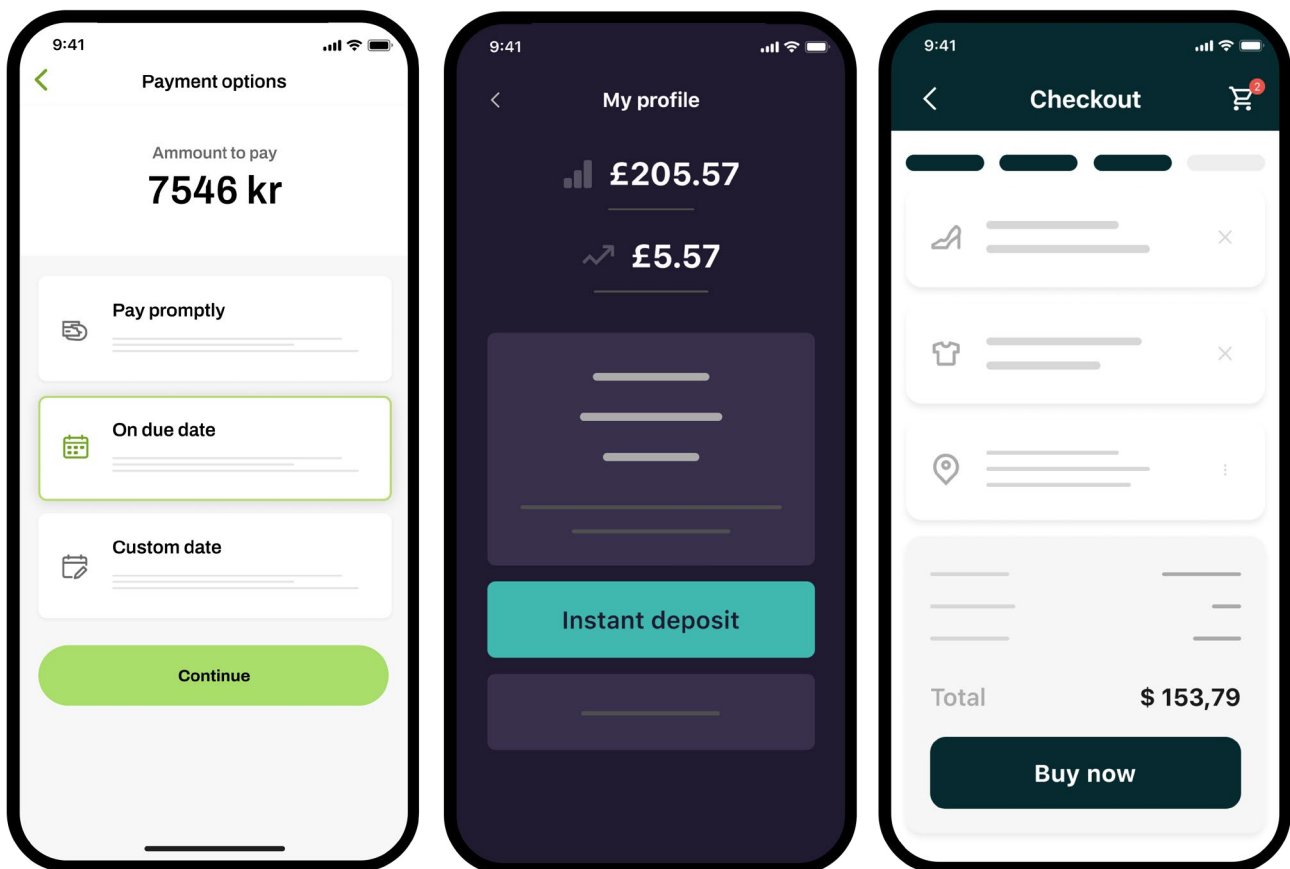 9:41
Payment options
Ammount to pay
7546 kr
Pay promptly
On due date
Custom date
Continue
9:41
My profile
£205.57
£5.57
Instant deposit
9:41
Checkout
2
Total
$ 153,79
Buy now